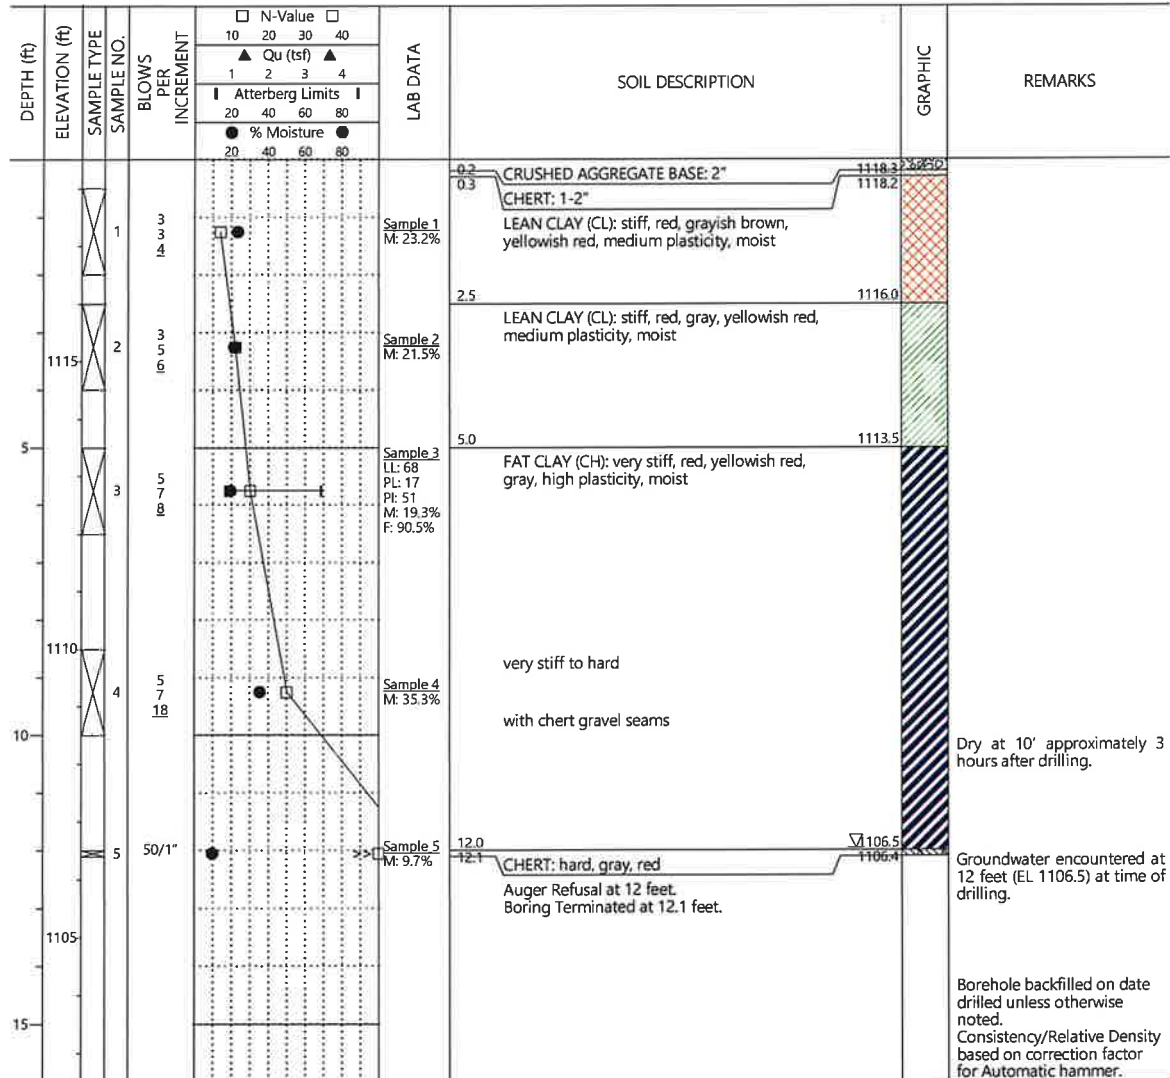 DEPTH (ft)
ELEVATION (ft)
SAMPLE TYPE
SAMPLE NO.
BLOWS
PER
INCREMENT
N-Value
10 20 30 40
Qu (tsf)
1 2 3 4
Atterberg Limits
20 40 60 80
% Moisture
20 40 60 80
LAB DATA
SOIL DESCRIPTION
GRAPHIC
REMARKS
0.2
CRUSHED AGGREGATE BASE: 2"
1118.3
0.3
1118.2
CHERT: 1-2"
1
3
3
4
Sample 1
M: 23.2%
LEAN CLAY (CL): stiff, red, grayish brown,
yellowish red, medium plasticity, moist
2.5
1116.0
1115
2
3
5
6
Sample 2
M: 21.5%
LEAN CLAY (CL): stiff, red, gray, yellowish red,
medium plasticity, moist
5
5.0
1113.5
3
5
7
8
Sample 3
LL: 68
PL: 17
PI: 51
M: 19.3%
F: 90.5%
FAT CLAY (CH): very stiff, red, yellowish red,
gray, high plasticity, moist
1110
4
5
7
18
Sample 4
M: 35.3%
very stiff to hard
with chert gravel seams
10
Dry at 10' approximately 3
hours after drilling.
5
50/1"
>>
Sample 5
M: 9.7%
12.0
1106.5
12.1
1106.4
CHERT: hard, gray, red
Auger Refusal at 12 feet.
Boring Terminated at 12.1 feet.
Groundwater encountered at
12 feet (EL 1106.5) at time of
drilling.
1105
15
Borehole backfilled on date
drilled unless otherwise
noted.
Consistency/Relative Density
based on correction factor
for Automatic hammer.